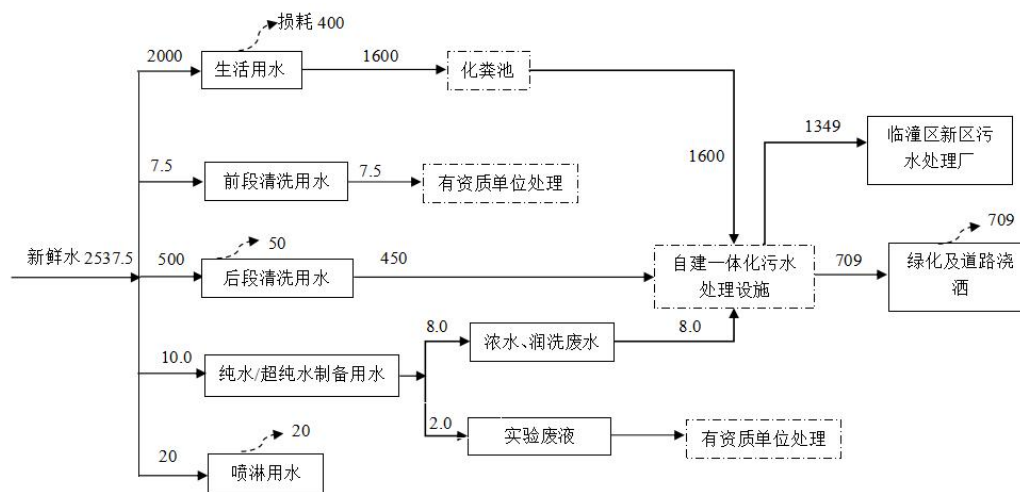 损耗 400
2000
生活用水
1600
化粪池
1349
临潼区新区污
水处理厂
1600
7.5
前段清洗用水
7.5
有资质单位处理
709
新鲜水 2537.5
500
50
后段清洗用水
450
自建一体化污水
处理设施
709
绿化及道路浇
洒
10.0
纯水/超纯水制备用水
8.0
浓水、润洗废水
8.0
2.0
实验废液
有资质单位处理
20
20
喷淋用水